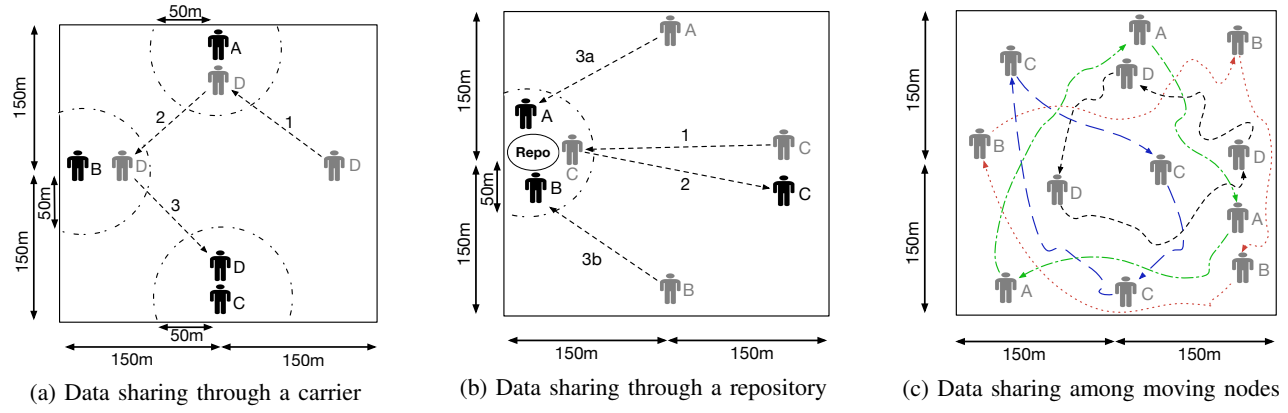 50m
A
D
2
1
150m
B
D
D
50m
3
150m
D
C
50m
150m
150m
(a) Data sharing through a carrier
A
3a
150m
A
Repo
C
1
C
50m
B
2
C
150m
3b
B
150m
150m
(b) Data sharing through a repository
A
B
C
D
150m
B
D
C
D
A
150m
B
A
C
150m
150m
(c) Data sharing among moving nodes